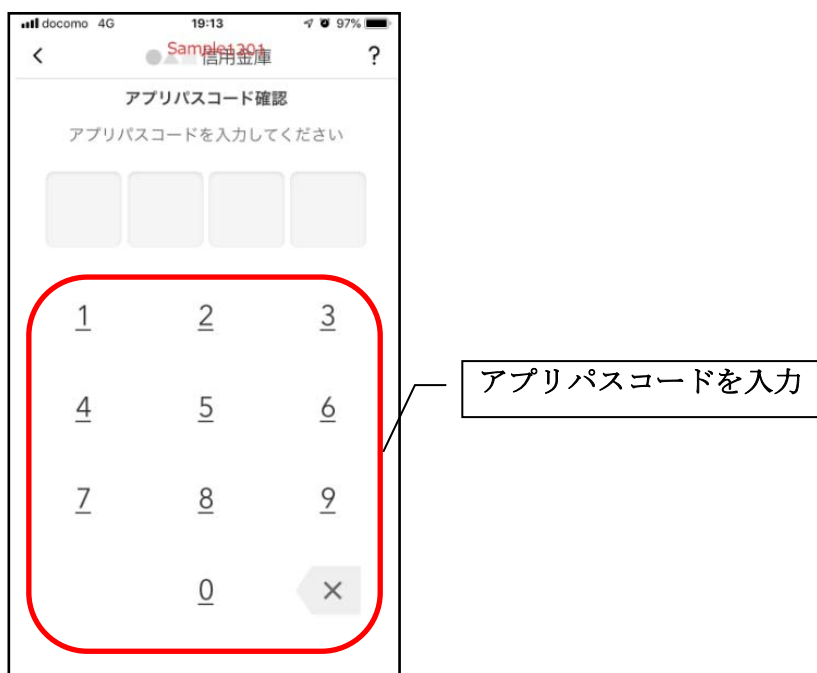 docomo 4G 19:13 97%
Sample1201
●▲■信用金庫
?
アプリパスコード確認
アプリパスコードを入力してください
1 2 3
4 5 6
アプリパスコードを入力
7 8 9
0 ×